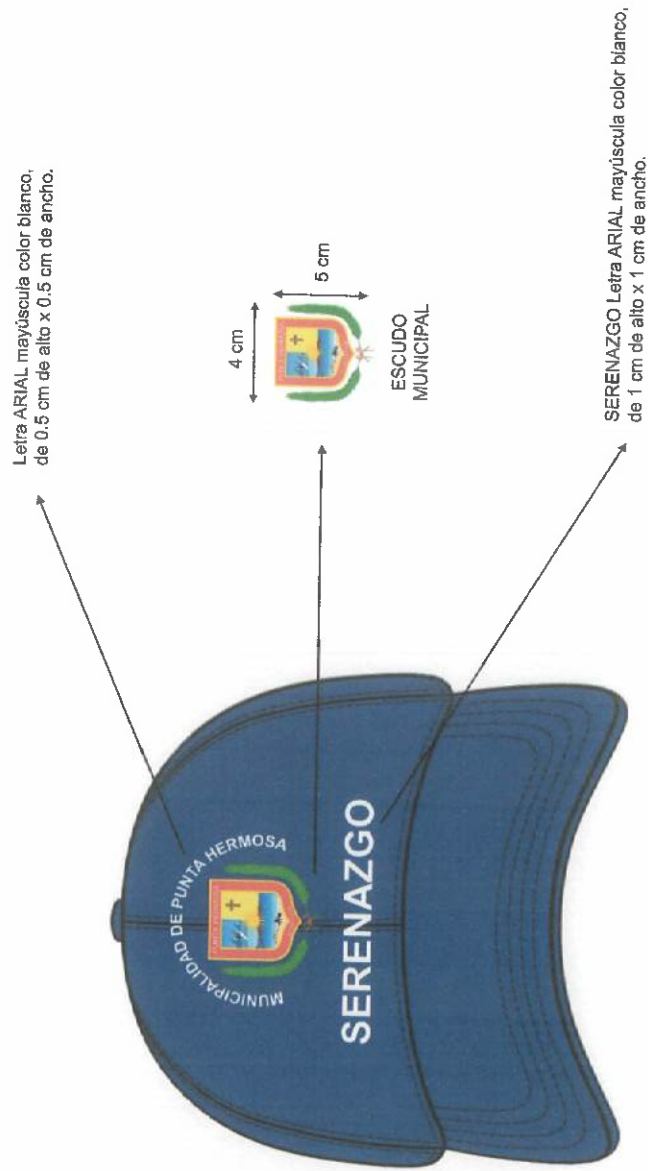 Letra ARIAL mayúscula color blanco,
de 0.5 cm de alto x 0.5 cm de ancho.
MUNICIPALIDAD DE PUNTA HERMOSA
PUNTA HERMOSA
SERENAZGO
4 cm
5 cm
ESCUDO
MUNICIPAL
SERENAZGO Letra ARIAL mayúscula color blanco,
de 1 cm de alto x 1 cm de ancho.